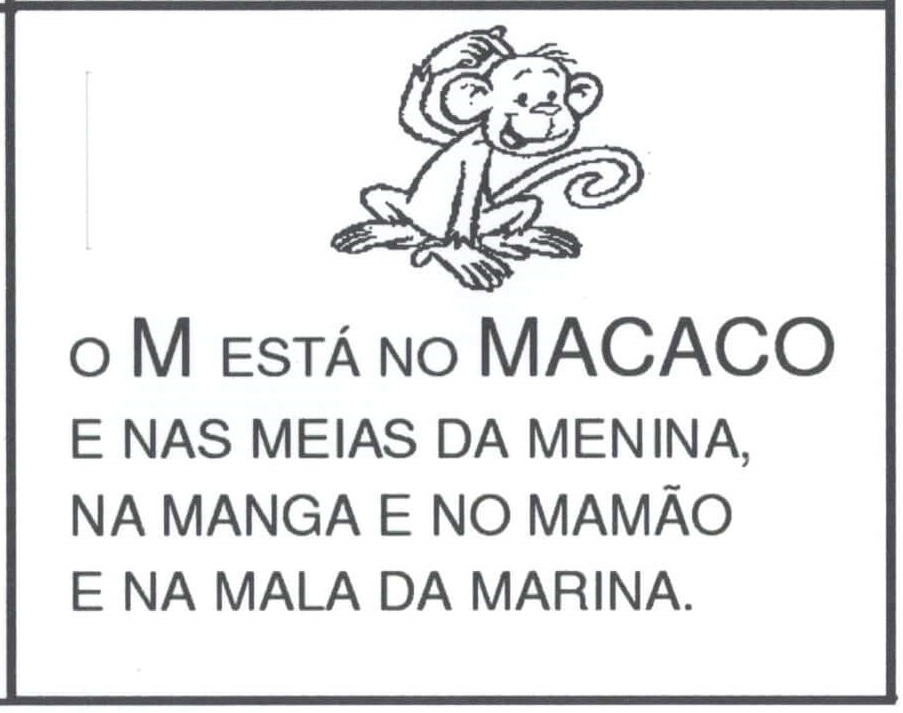 O M ESTÁ NO MACACO
E NAS MEIAS DA MENINA,
NA MANGA E NO MAMÃO
E NA MALA DA MARINA.